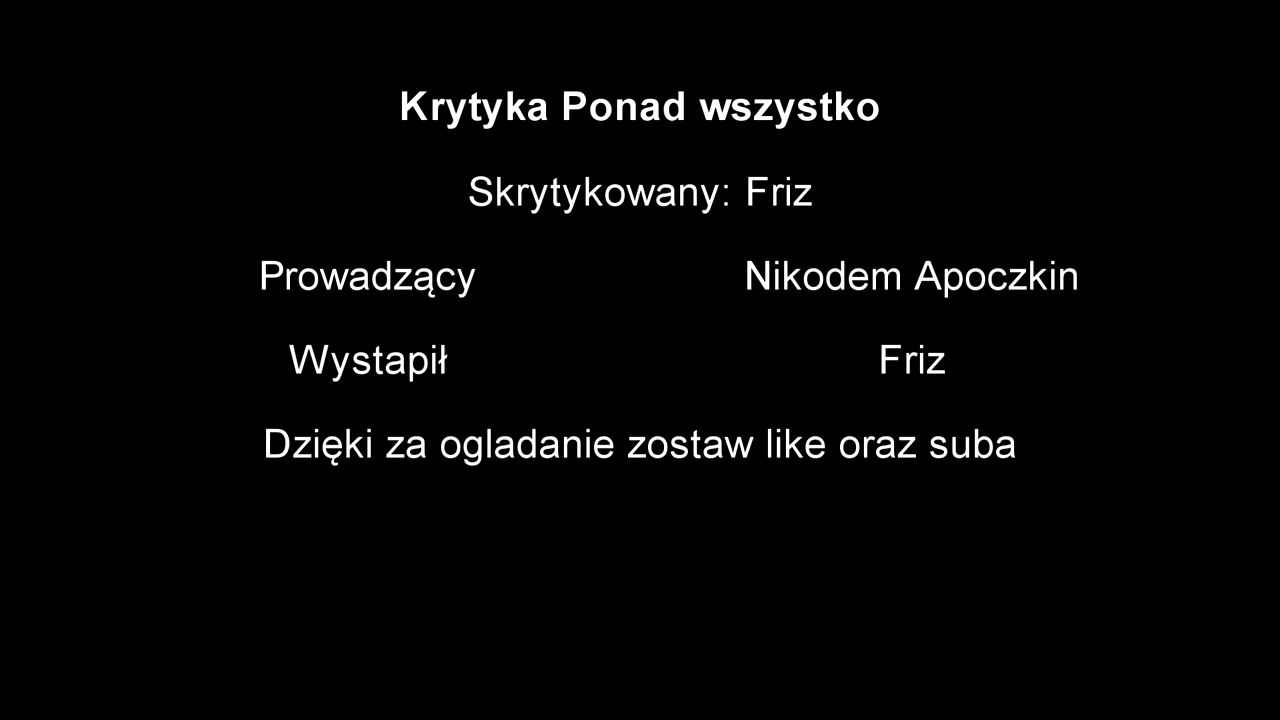 Krytyka Ponad wszystko
Skrytykowany: Friz
Prowadzący Nikodem Apoczkin
Wystapił Friz
Dzięki za ogladanie zostaw like oraz suba